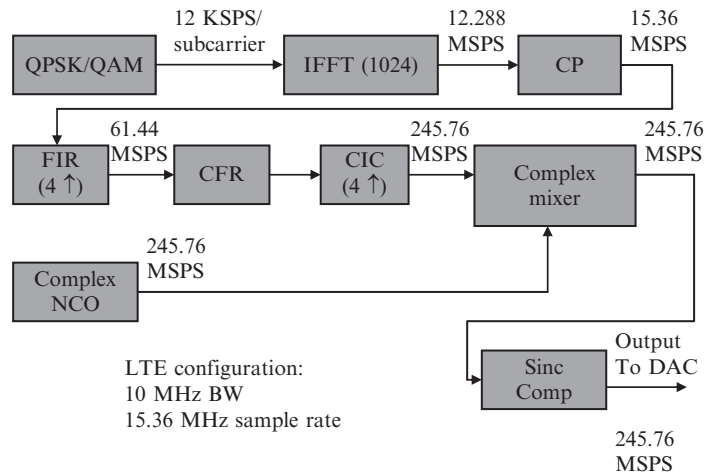 12 KSPS/
subcarrier
12.288
MSPS
15.36
MSPS
QPSK/QAM
IFFT (1024)
CP
61.44
MSPS
245.76
MSPS
245.76
MSPS
FIR
(4 ↑)
CFR
CIC
(4 ↑)
Complex
mixer
245.76
MSPS
Complex
NCO
LTE configuration:
10 MHz BW
15.36 MHz sample rate
Sinc
Comp
Output
To DAC
245.76
MSPS